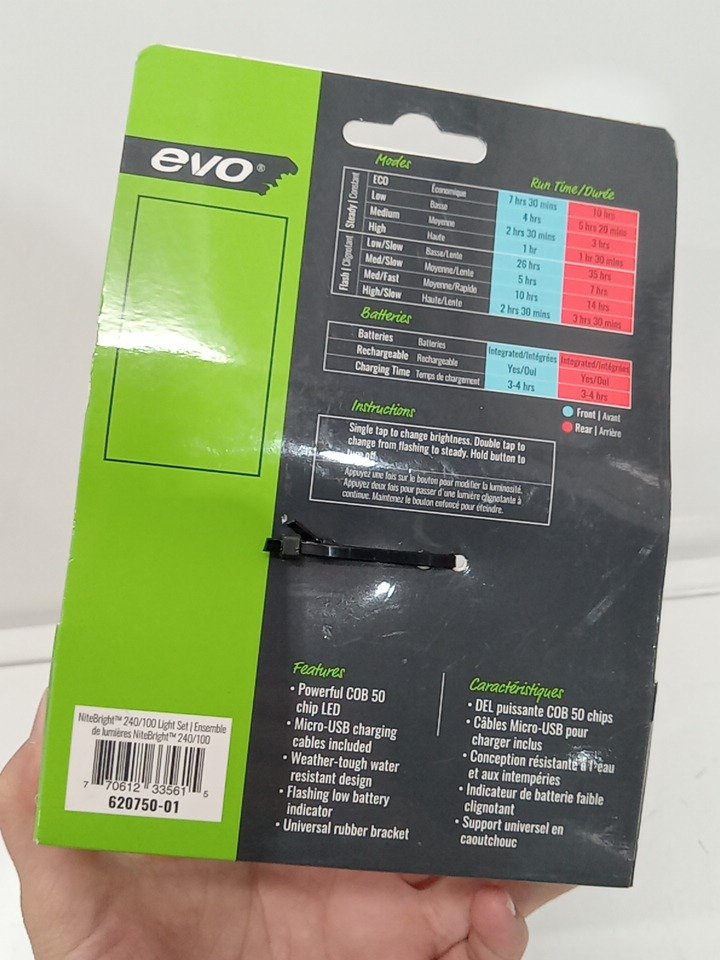 evo®
Modes
Run Time/Durée
Steady | Constant
ECO Économique 7 hrs 30 mins 10 hrs
Low Basse 4 hrs 5 hrs 20 mins
Medium Moyenne 2 hrs 30 mins 3 hrs
High Haute 1 hr 1 hr 30 mins
Flash | Clignotant
Low/Slow Basse/Lente 26 hrs 35 hrs
Med/Slow Moyenne/Lente 5 hrs 7 hrs
Med/Fast Moyenne/Rapide 10 hrs 14 hrs
High/Slow Haute/Lente 2 hrs 30 mins 3 hrs 30 mins
Batteries
Batteries Batteries Integrated/Intégrées Integrated/Intégrées
Rechargeable Rechargeable Yes/Oui Yes/Oui
Charging Time Temps de chargement 3-4 hrs 3-4 hrs
Front | Avant
Rear | Arrière
Instructions
Single tap to change brightness. Double tap to
change from flashing to steady. Hold button to
turn off.
Appuyez une fois sur le bouton pour modifier la luminosité.
Appuyez deux fois pour passer d'une lumière clignotante à
continue. Maintenez le bouton enfoncé pour éteindre.
Features
• Powerful COB 50
chip LED
• Micro-USB charging
cables included
• Weather-tough water
resistant design
• Flashing low battery
indicator
• Universal rubber bracket
Caractéristiques
• DEL puissante COB 50 chips
• Câbles Micro-USB pour
charger inclus
• Conception résistante à l'eau
et aux intempéries
• Indicateur de batterie faible
clignotant
• Support universel en
caoutchouc
NiteBright™ 240/100 Light Set | Ensemble
de lumières NiteBright™ 240/100
7 70612 33561 5
620750-01